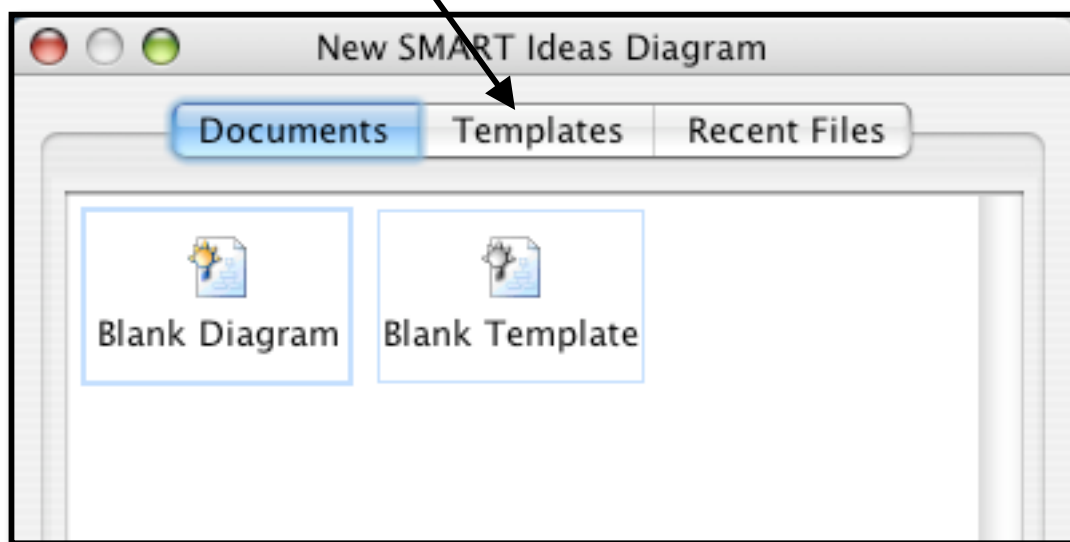 New SMART Ideas Diagram
Documents Templates Recent Files
Blank Diagram Blank Template